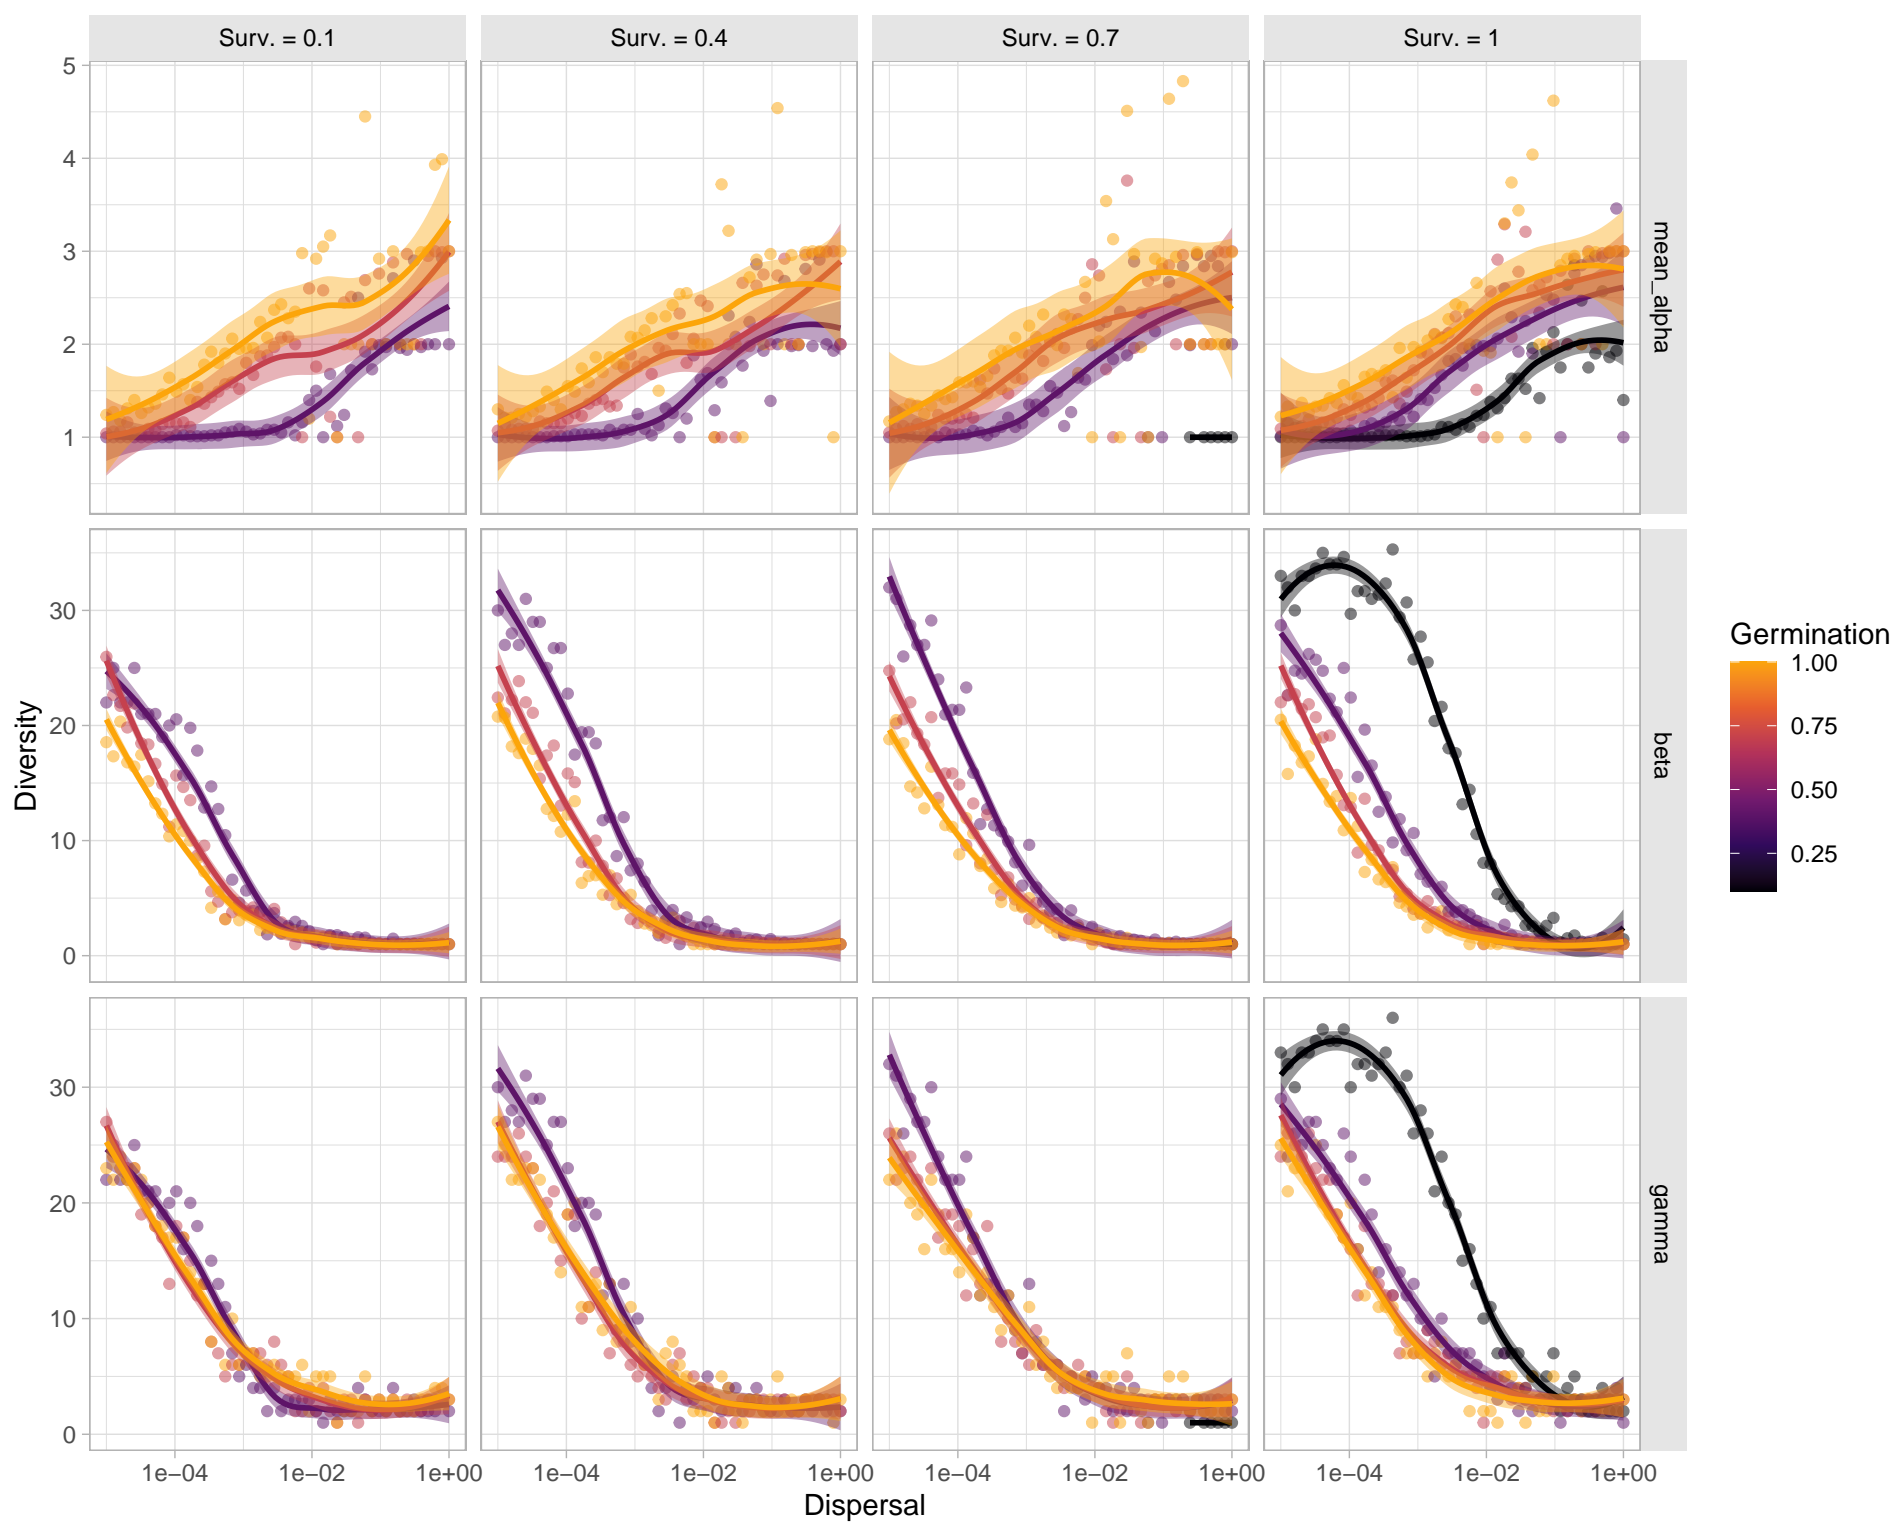 Surv. = 0.1
Surv. = 0.4
Surv. = 0.7
Surv. = 1
5
4
3
2
1
mean_alpha
30
20
10
0
beta
30
20
10
0
gamma
Diversity
1e−04
1e−02
1e+00
1e−04
1e−02
1e+00
1e−04
1e−02
1e+00
1e−04
1e−02
1e+00
Dispersal
Germination
1.00
0.75
0.50
0.25